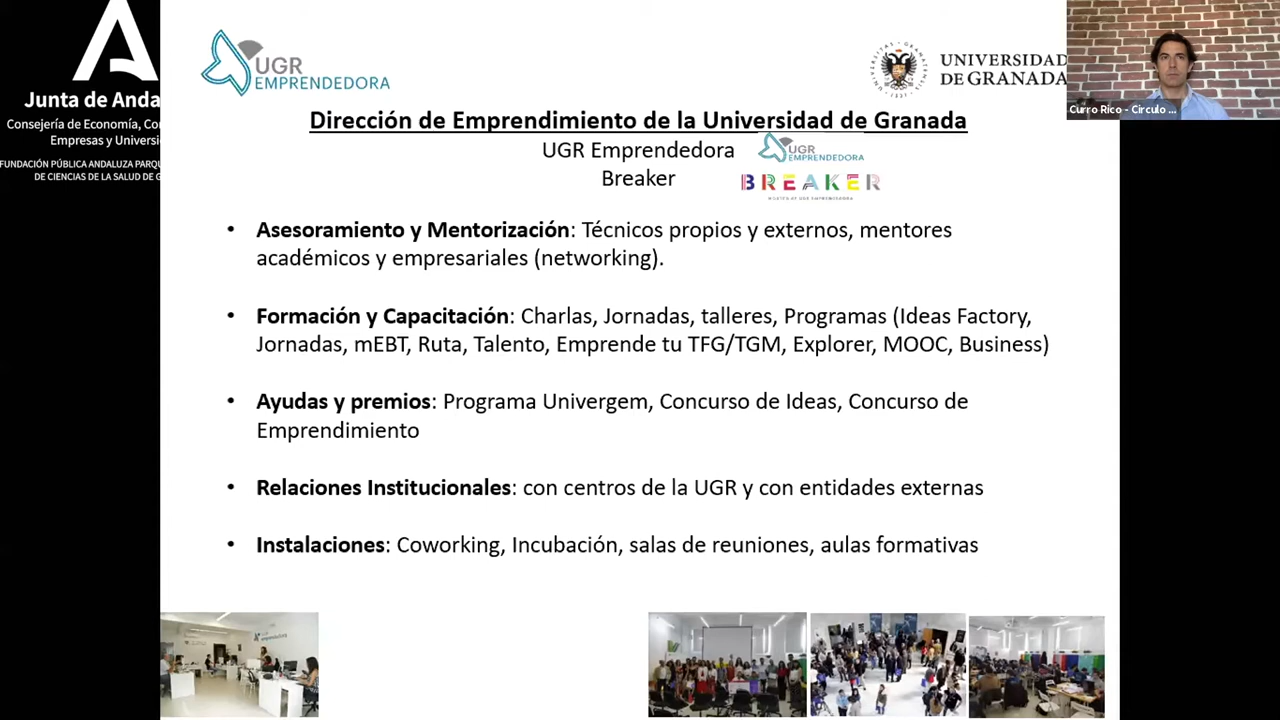 Junta de Anda
Consejería de Economía, Co
Empresas y Universi
FUNDACIÓN PÚBLICA ANDALUZA PARQ
DE CIENCIAS DE LA SALUD DE G
UGR
EMPRENDEDORA
UNIVERSIDAD
DE GRANADA
Curro Rico - Círculo ...
Dirección de Emprendimiento de la Universidad de Granada
UGR Emprendedora
UGR
EMPRENDEDORA
Breaker
BREAKER
• Asesoramiento y Mentorización: Técnicos propios y externos, mentores
académicos y empresariales (networking).
• Formación y Capacitación: Charlas, Jornadas, talleres, Programas (Ideas Factory,
Jornadas, mEBT, Ruta, Talento, Emprende tu TFG/TGM, Explorer, MOOC, Business)
• Ayudas y premios: Programa Univergem, Concurso de Ideas, Concurso de
Emprendimiento
• Relaciones Institucionales: con centros de la UGR y con entidades externas
• Instalaciones: Coworking, Incubación, salas de reuniones, aulas formativas